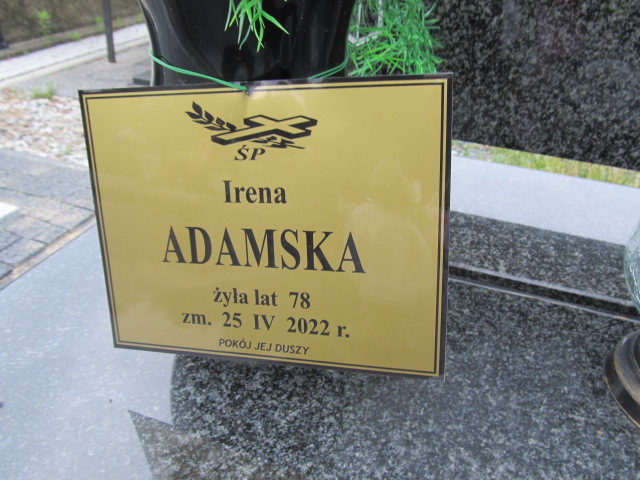 ŚP
Irena
ADAMSKA
żyła lat 78
zm. 25 IV 2022 r.
POKÓJ JEJ DUSZY